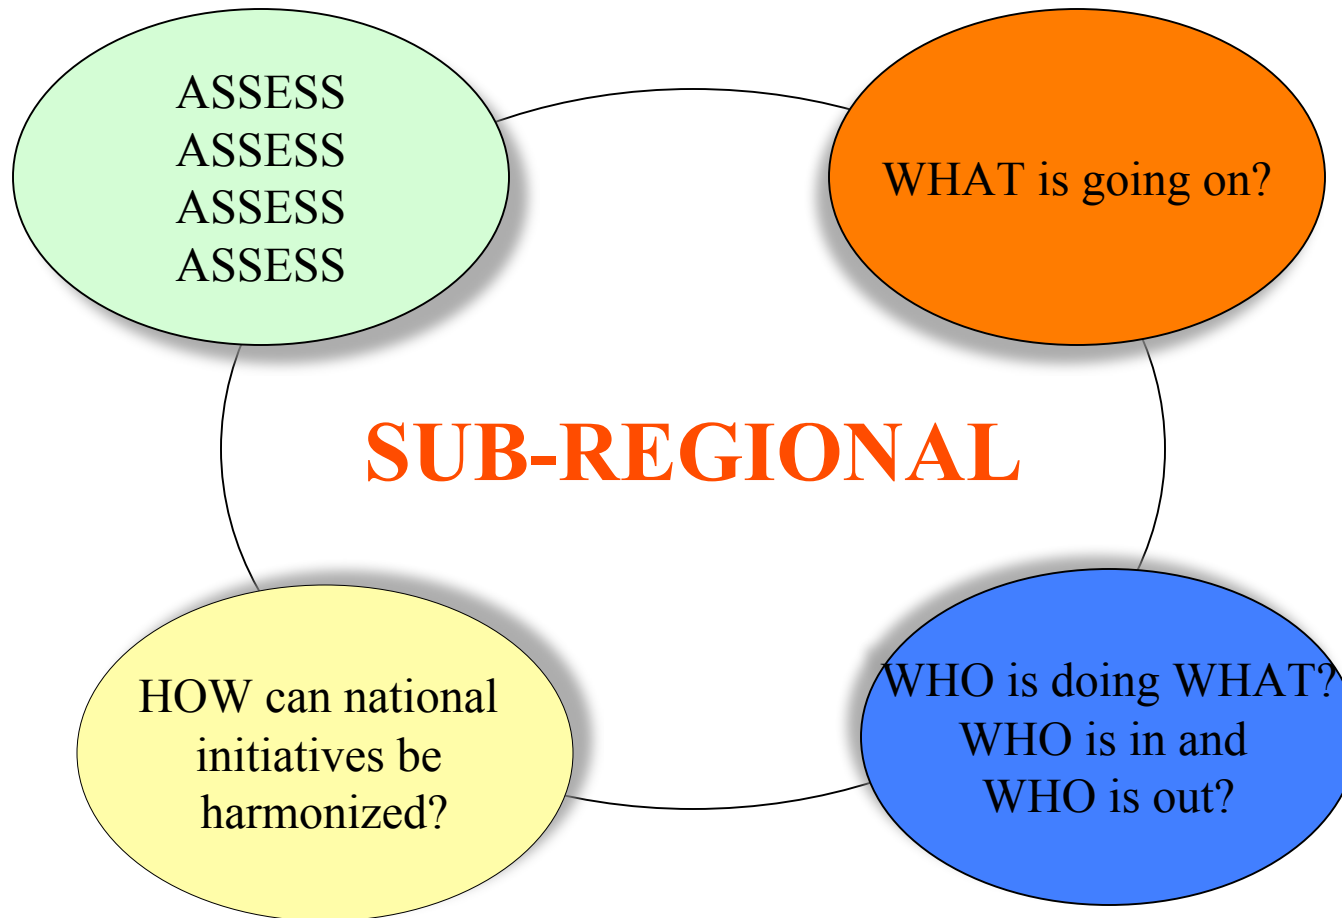 ASSESS
ASSESS
ASSESS
ASSESS
WHAT is going on?
SUB-REGIONAL
HOW can national
initiatives be
harmonized?
WHO is doing WHAT?
WHO is in and
WHO is out?